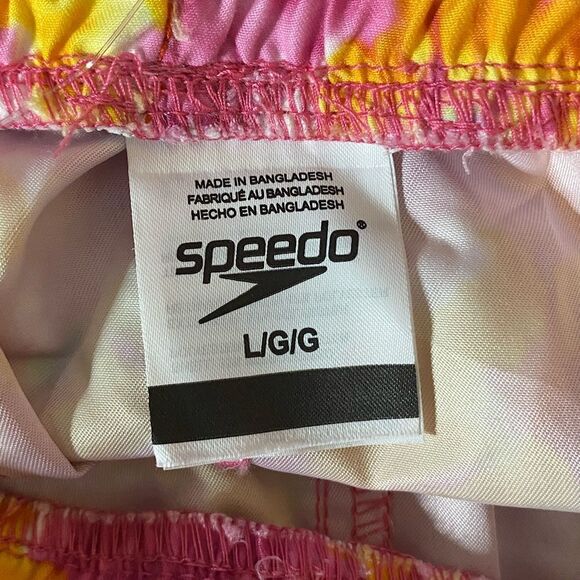 MADE IN BANGLADESH
FABRIQUÉ AU BANGLADESH
HECHO EN BANGLADESH
speedo®
L/G/G